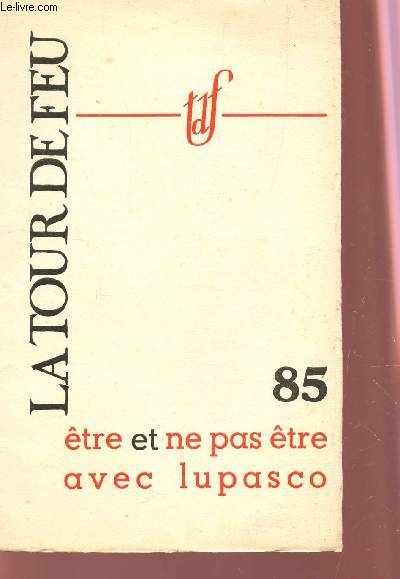 Le-livre.com
LA TOUR DE FEU
tdf
85
être et ne pas être
avec lupasco